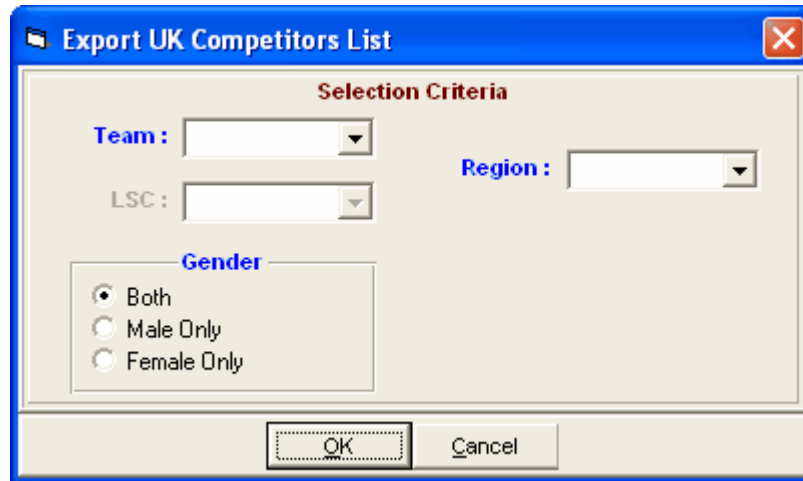 Export UK Competitors List
Selection Criteria
Team :
Region :
LSC :
Gender
Both
Male Only
Female Only
OK
Cancel